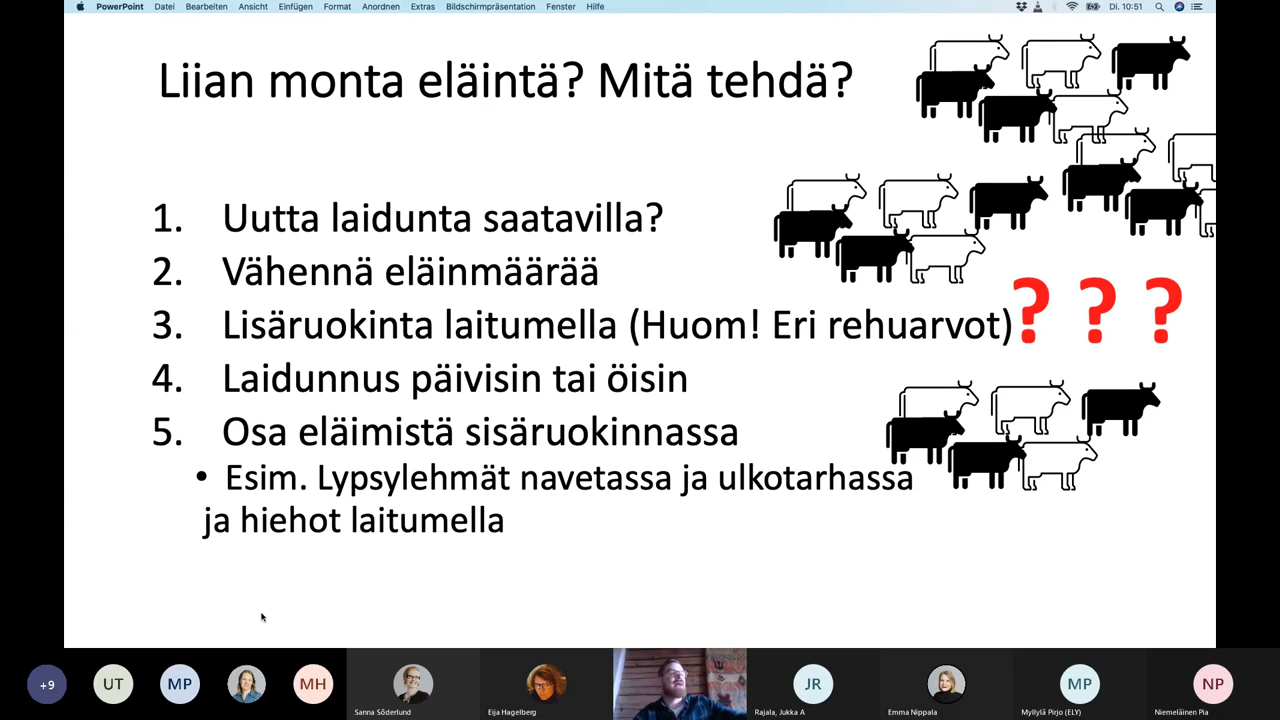 PowerPoint Datei Bearbeiten Ansicht Einfügen Format Anordnen Extras Bildschirmpräsentation Fenster Hilfe Di. 10:51
Liian monta eläintä? Mitä tehdä?
1. Uutta laidunta saatavilla?
2. Vähennä eläinmäärää
3. Lisäruokinta laitumella (Huom! Eri rehuarvot)
? ? ?
4. Laidunnus päivisin tai öisin
5. Osa eläimistä sisäruokinnassa
• Esim. Lypsylehmät navetassa ja ulkotarhassa
ja hiehot laitumella
+9 UT MP MH JR MP NP
Sanna Söderlund Eija Hagelberg Rajala, Jukka A Emma Nippala Myllylä Pirjo (ELY) Niemeläinen Pia